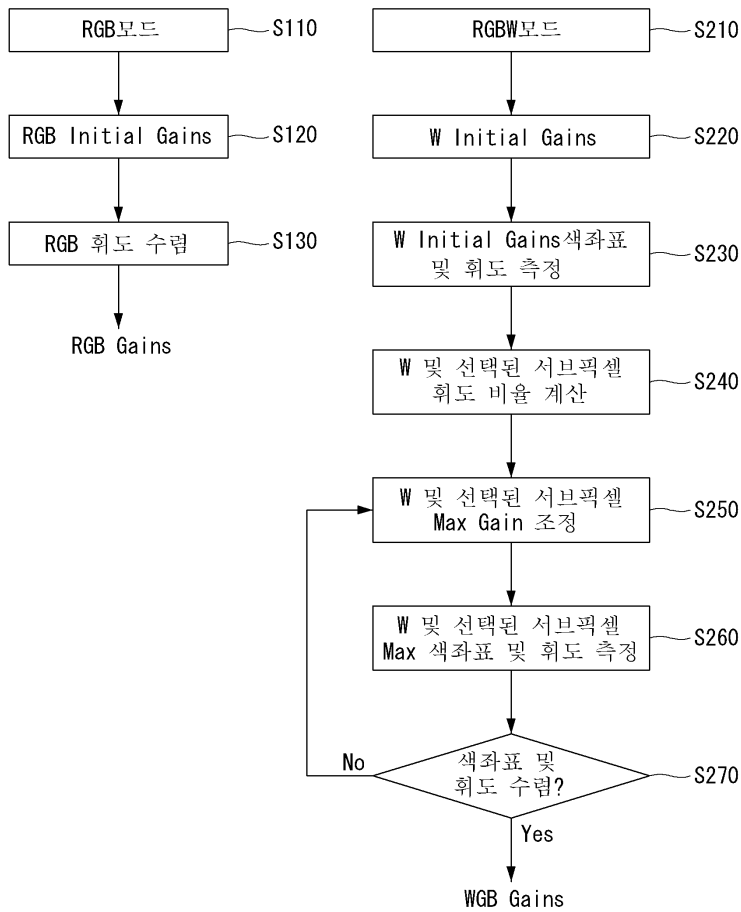 RGB모드
S110
RGB Initial Gains
S120
RGB 휘도 수렴
S130
RGB Gains
RGBW모드
S210
W Initial Gains
S220
W Initial Gains색좌표
및 휘도 측정
S230
W 및 선택된 서브픽셀
휘도 비율 계산
S240
W 및 선택된 서브픽셀
Max Gain 조정
S250
W 및 선택된 서브픽셀
Max 색좌표 및 휘도 측정
S260
색좌표 및
휘도 수렴?
S270
No
Yes
WGB Gains